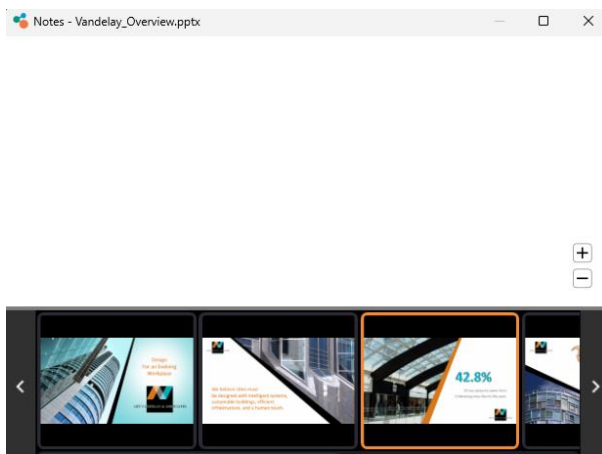 Notes - Vandelay_Overview.pptx
Design
For an Evolving
Workplace
We believe cities must
be designed with intelligent systems,
sustainable buildings, efficient
infrastructure, and a human touch.
42.8%